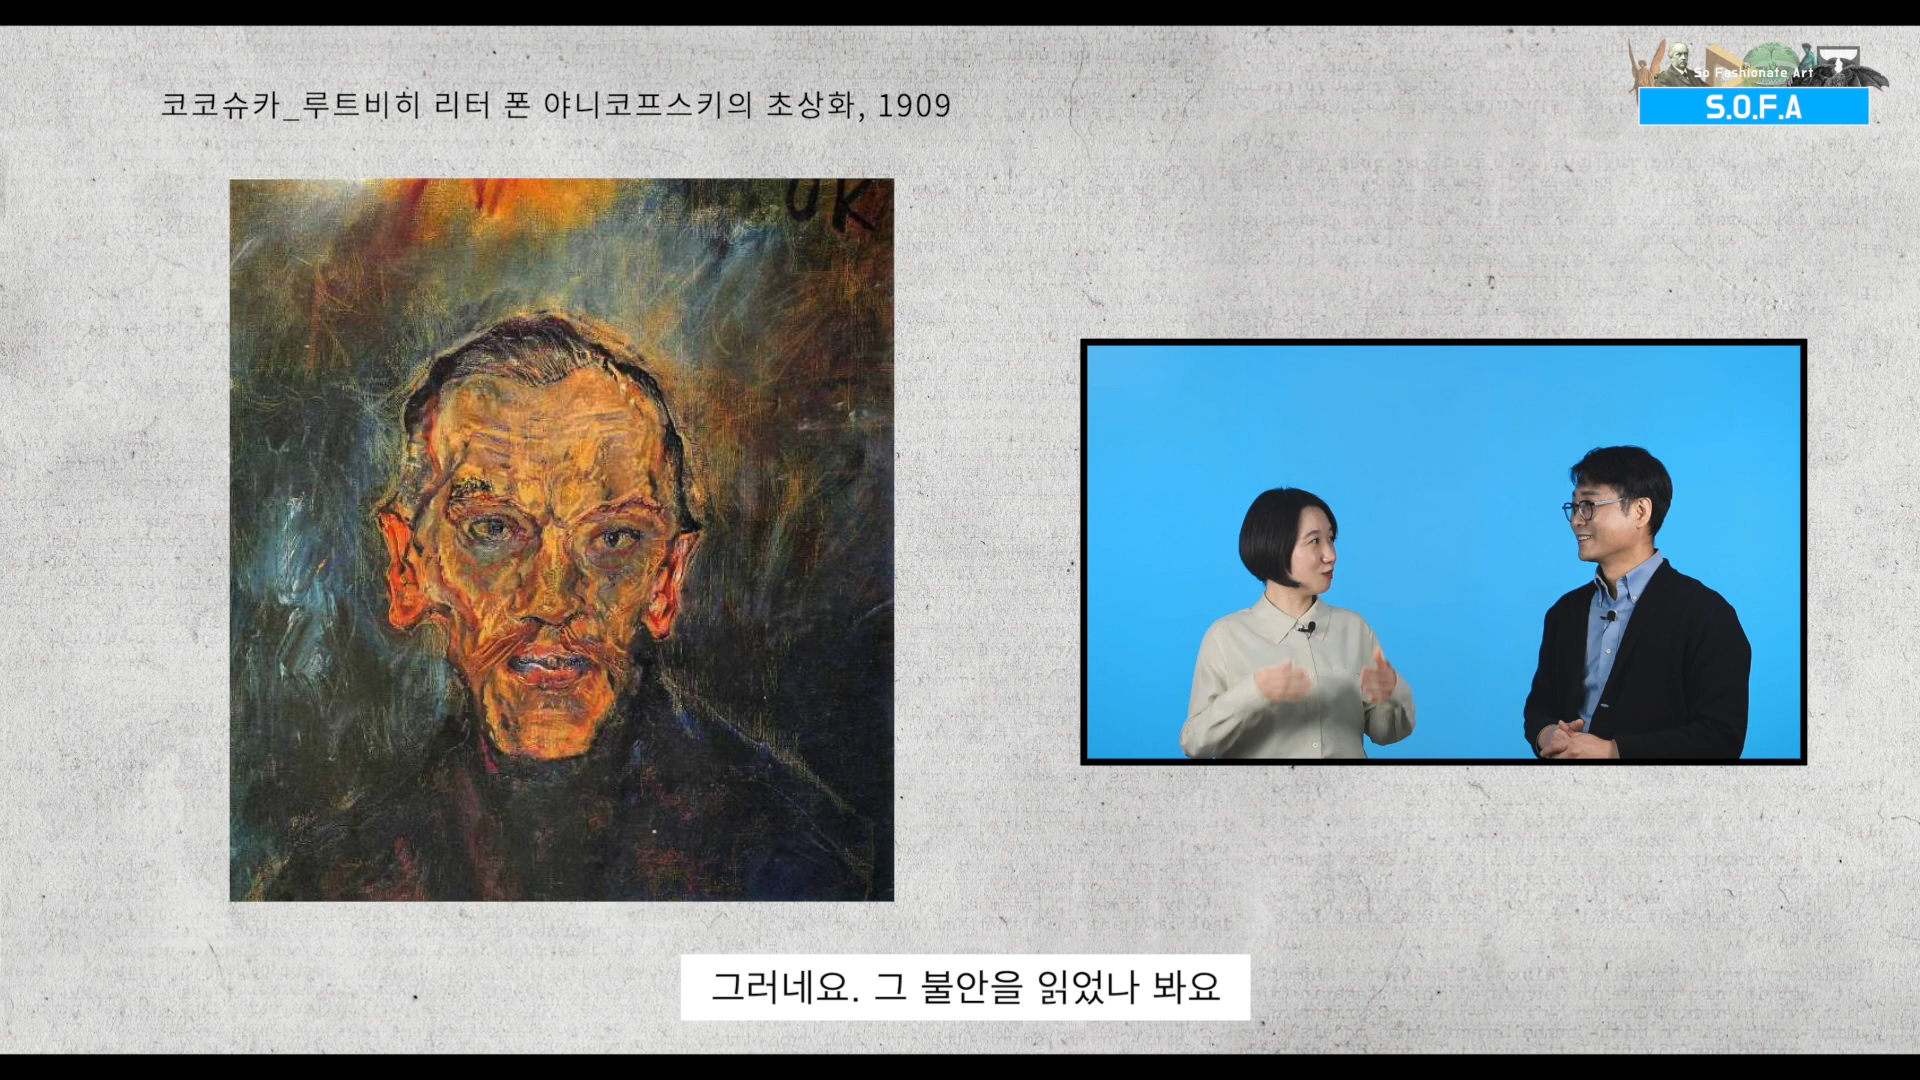 코코슈카_루트비히 리터 폰 야니코프스키의 초상화, 1909
So Fashionate Art
S.O.F.A
OK
그러네요. 그 불안을 읽었나 봐요